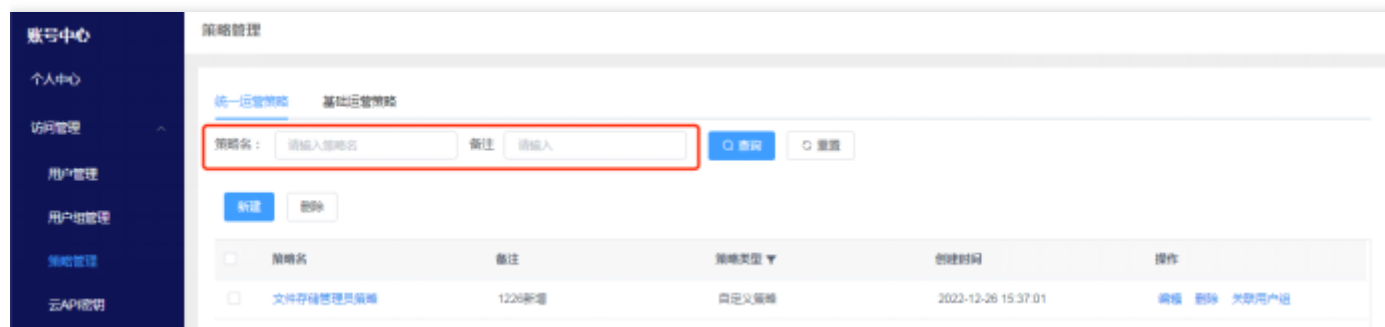 账号中心
策略管理
个人中心
统一运营策略 基础运营策略
访问管理
策略名： 请输入策略名 备注 请输入 查询 重置
用户管理
新建 删除
用户组管理
策略名 备注 策略类型 创建时间 操作
策略管理
文件存储管理员策略 1226新增 自定义策略 2022-12-26 15:37:01 编辑 删除 关联用户组
云API密钥